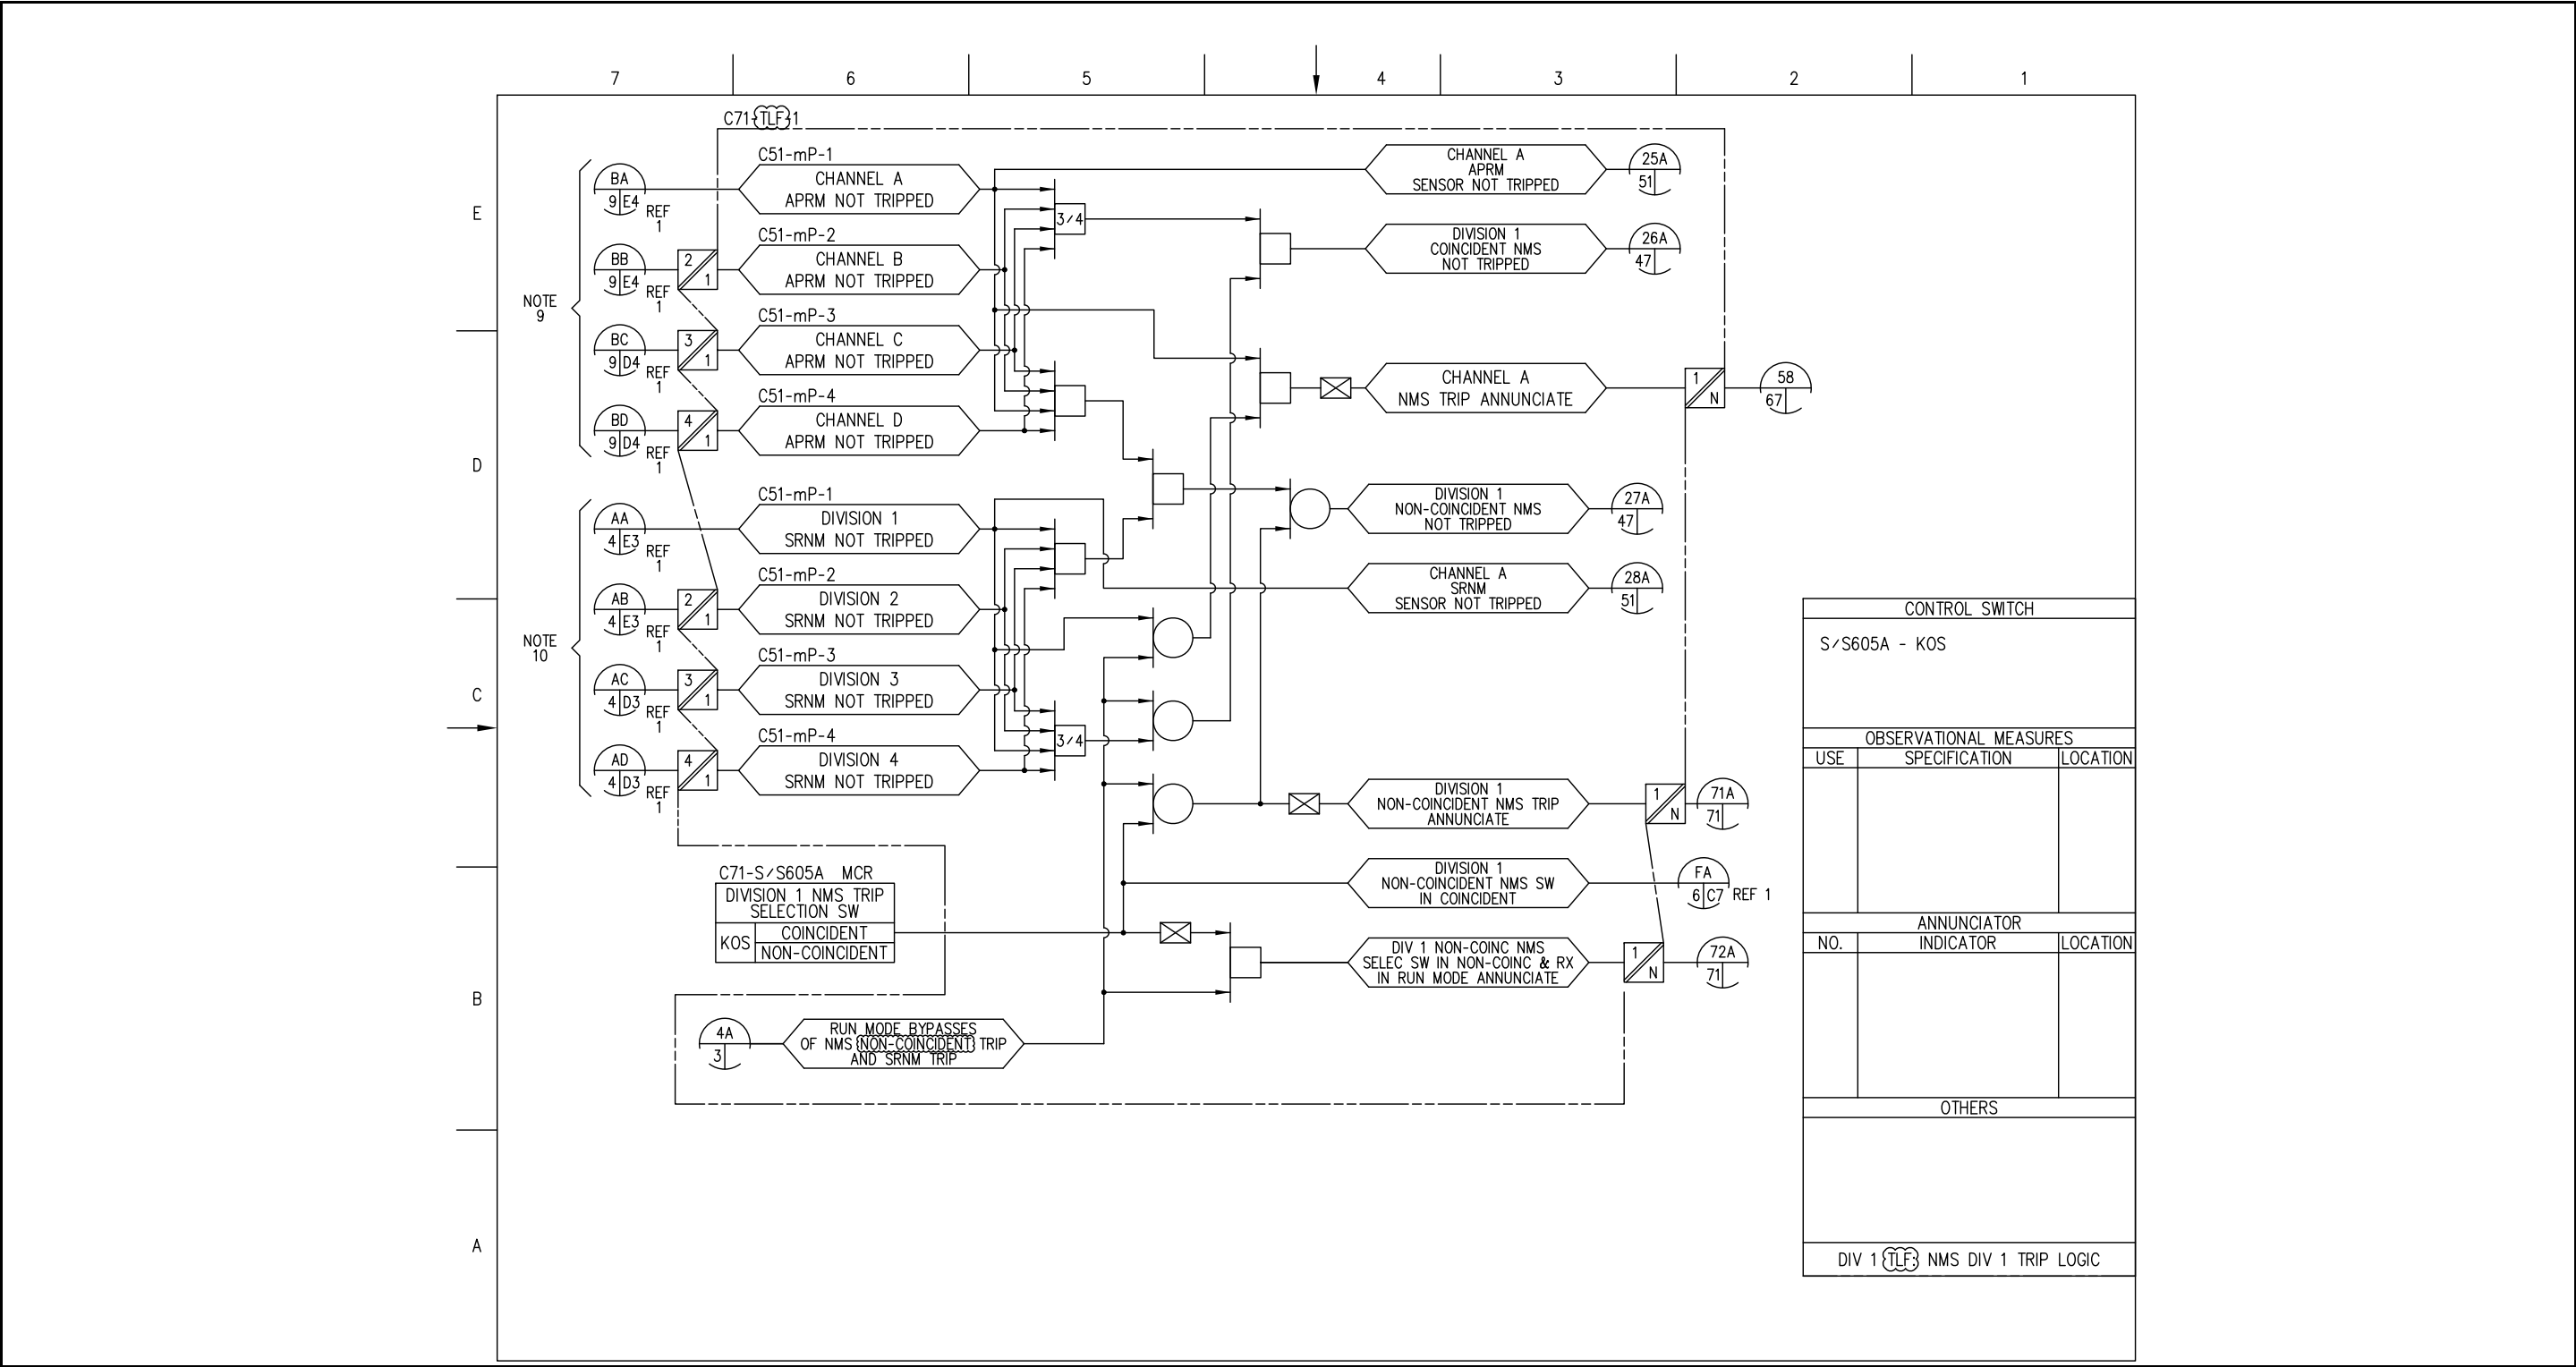 7 6 5 4 3 2 1
E
D
C
B
A
C71-TLF-1
NOTE
9
BA
9 E4
REF
1
C51-mP-1
CHANNEL A
APRM NOT TRIPPED
BB
9 E4
REF
1
2
1
C51-mP-2
CHANNEL B
APRM NOT TRIPPED
BC
9 D4
REF
1
3
1
C51-mP-3
CHANNEL C
APRM NOT TRIPPED
BD
9 D4
REF
1
4
1
C51-mP-4
CHANNEL D
APRM NOT TRIPPED
NOTE
10
AA
4 E3
REF
1
C51-mP-1
DIVISION 1
SRNM NOT TRIPPED
AB
4 E3
REF
1
2
1
C51-mP-2
DIVISION 2
SRNM NOT TRIPPED
AC
4 D3
REF
1
3
1
C51-mP-3
DIVISION 3
SRNM NOT TRIPPED
AD
4 D3
REF
1
4
1
C51-mP-4
DIVISION 4
SRNM NOT TRIPPED
3/4
3/4
C71-S/S605A MCR
DIVISION 1 NMS TRIP
SELECTION SW
KOS
COINCIDENT
NON-COINCIDENT
4A
3
RUN MODE BYPASSES
OF NMS NON-COINCIDENT TRIP
AND SRNM TRIP
CHANNEL A
APRM
SENSOR NOT TRIPPED
25A
51
DIVISION 1
COINCIDENT NMS
NOT TRIPPED
26A
47
CHANNEL A
NMS TRIP ANNUNCIATE
1
N
58
67
DIVISION 1
NON-COINCIDENT NMS
NOT TRIPPED
27A
47
CHANNEL A
SRNM
SENSOR NOT TRIPPED
28A
51
DIVISION 1
NON-COINCIDENT NMS TRIP
ANNUNCIATE
1
N
71A
71
DIVISION 1
NON-COINCIDENT NMS SW
IN COINCIDENT
FA
6 C7
REF 1
DIV 1 NON-COINC NMS
SELEC SW IN NON-COINC & RX
IN RUN MODE ANNUNCIATE
1
N
72A
71
CONTROL SWITCH
S/S605A - KOS
OBSERVATIONAL MEASURES
USE SPECIFICATION LOCATION
ANNUNCIATOR
NO. INDICATOR LOCATION
OTHERS
DIV 1 TLF: NMS DIV 1 TRIP LOGIC